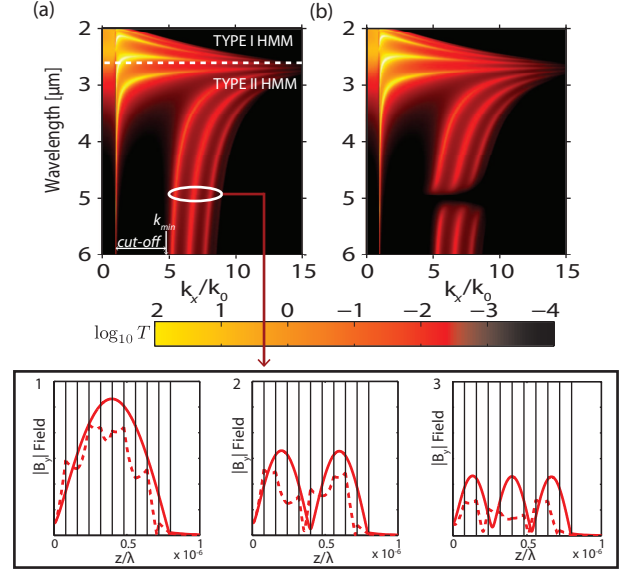 (a)
(b)
2
3
4
5
6
Wavelength [µm]
TYPE I HMM
TYPE II HMM
k_min
cut-off
0 5 10 15
k_x/k_0
2
3
4
5
6
0 5 10 15
k_x/k_0
log₁₀ T
2 1 0 −1 −2 −3 −4
1
|B_y| Field
0 0.5 1
z/λ x 10⁻⁶
2
|B_y| Field
0 0.5 1
z/λ x 10⁻⁶
3
|B_y| Field
0 0.5 1
z/λ x 10⁻⁶